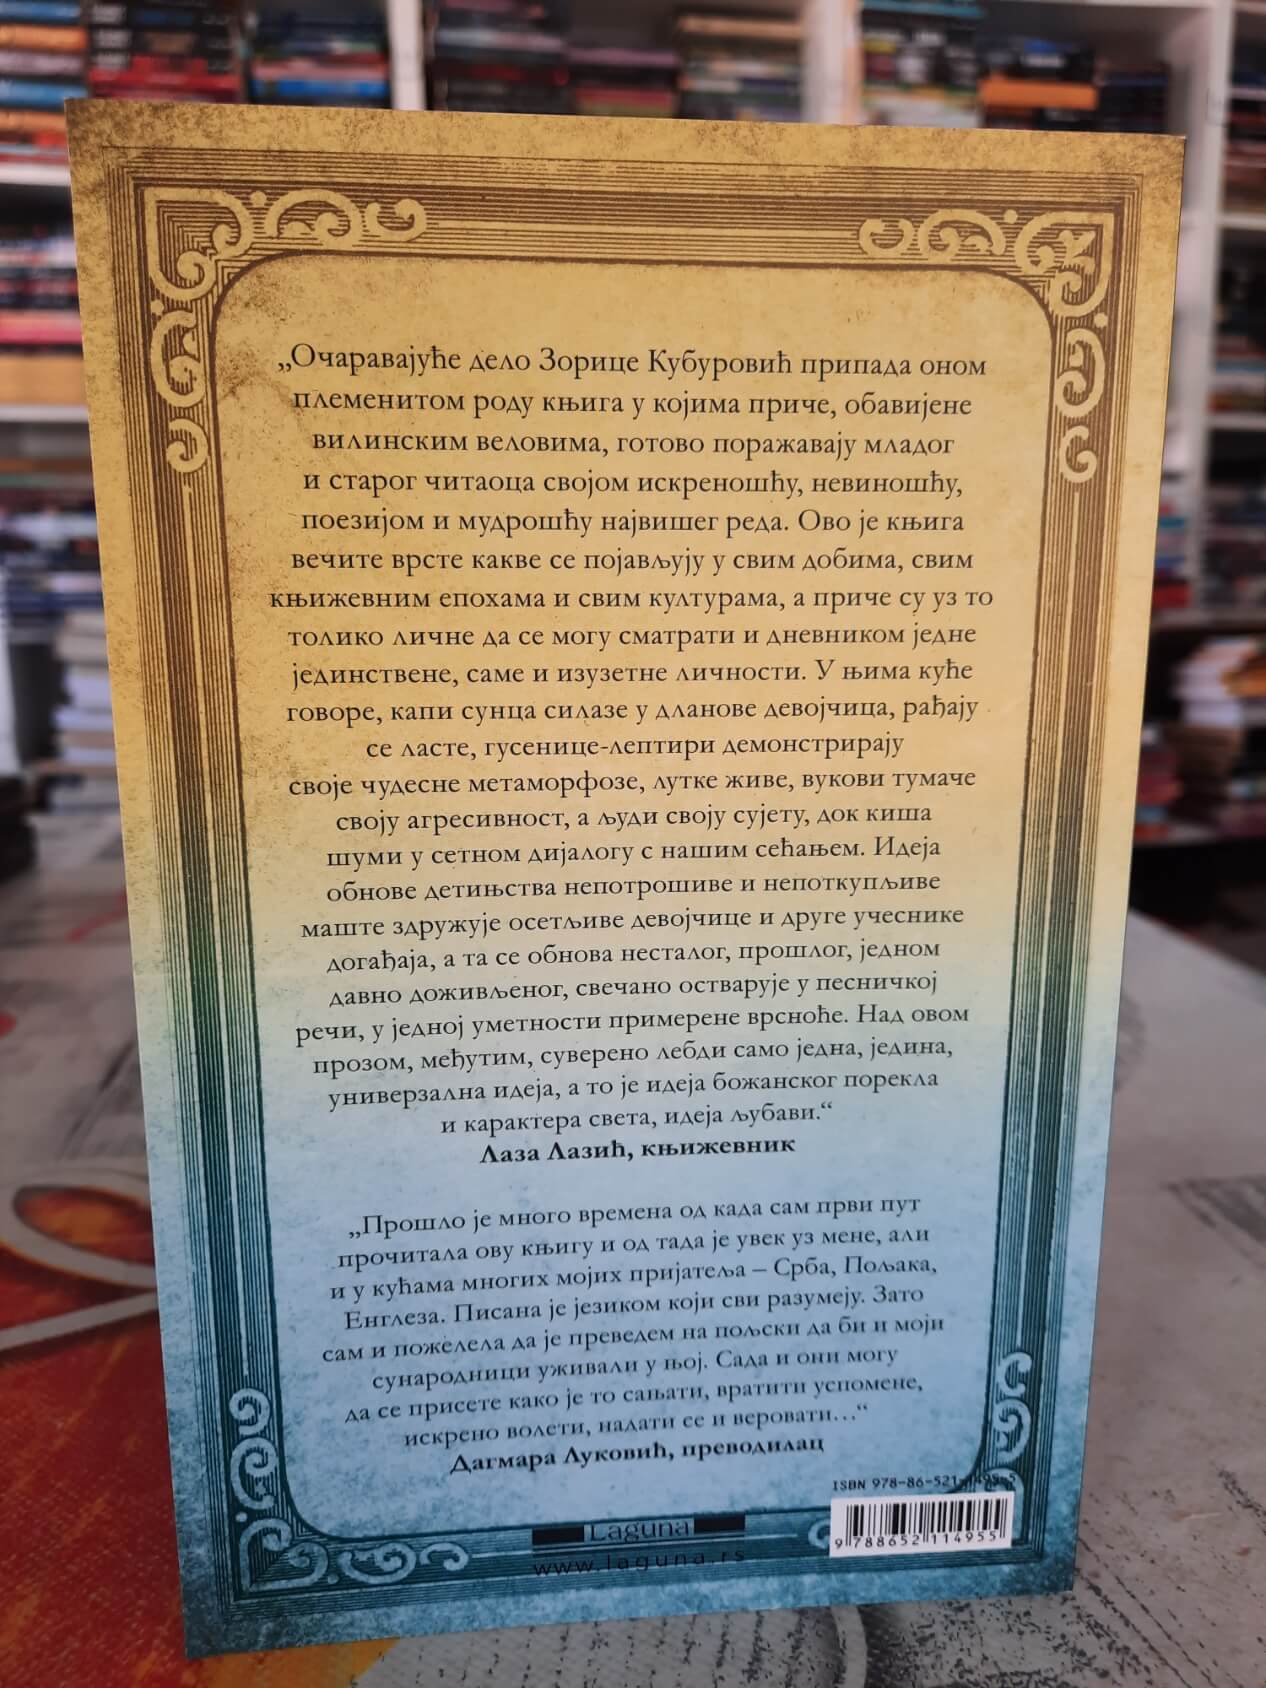 „Очаравајуће дело Зорице Кубуровић припада оном
племенитом роду књига у којима приче, обавијене
вилинским веловима, готово поражавају младог
и старог читаоца својом искреношћу, невиношћу,
поезијом и мудрошћу највишег реда. Ово је књига
вечите врсте какве се појављују у свим добима, свим
књижевним епохама и свим културама, а приче су уз то
толико личне да се могу сматрати и дневником једне
јединствене, саме и изузетне личности. У њима куће
говоре, капи сунца силазе у дланове девојчица, рађају
се ласте, гусенице-лептири демонстрирају
своје чудесне метаморфозе, лутке живе, вукови тумаче
своју агресивност, а људи своју сујету, док киша
шуми у сетном дијалогу с нашим сећањем. Идеја
обнове детињства непотрошиве и непоткупљиве
маште здружује осетљиве девојчице и друге учеснике
догађаја, а та се обнова несталог, прошлог, једном
давно доживљеног, свечано остварује у песничкој
речи, у једној уметности примерене врсноће. Над овом
прозом, међутим, суверено лебди само једна, једина,
универзална идеја, а то је идеја божанског порекла
и карактера света, идеја љубави.“
Лаза Лазић, књижевник
„Прошло је много времена од када сам први пут
прочитала ову књигу и од тада је увек уз мене, али
и у кућама многих мојих пријатеља – Срба, Пољака,
Енглеза. Писана је језиком који сви разумеју. Зато
сам и пожелела да је преведем на пољски да би и моји
сународници уживали у њој. Сада и они могу
да се присете како је то сањати, вратити успомене,
искрено волети, надати се и веровати...“
Дагмара Луковић, преводилац
ISBN 978-86-521-1495-5
Laguna
www.laguna.rs
9 788652 114955